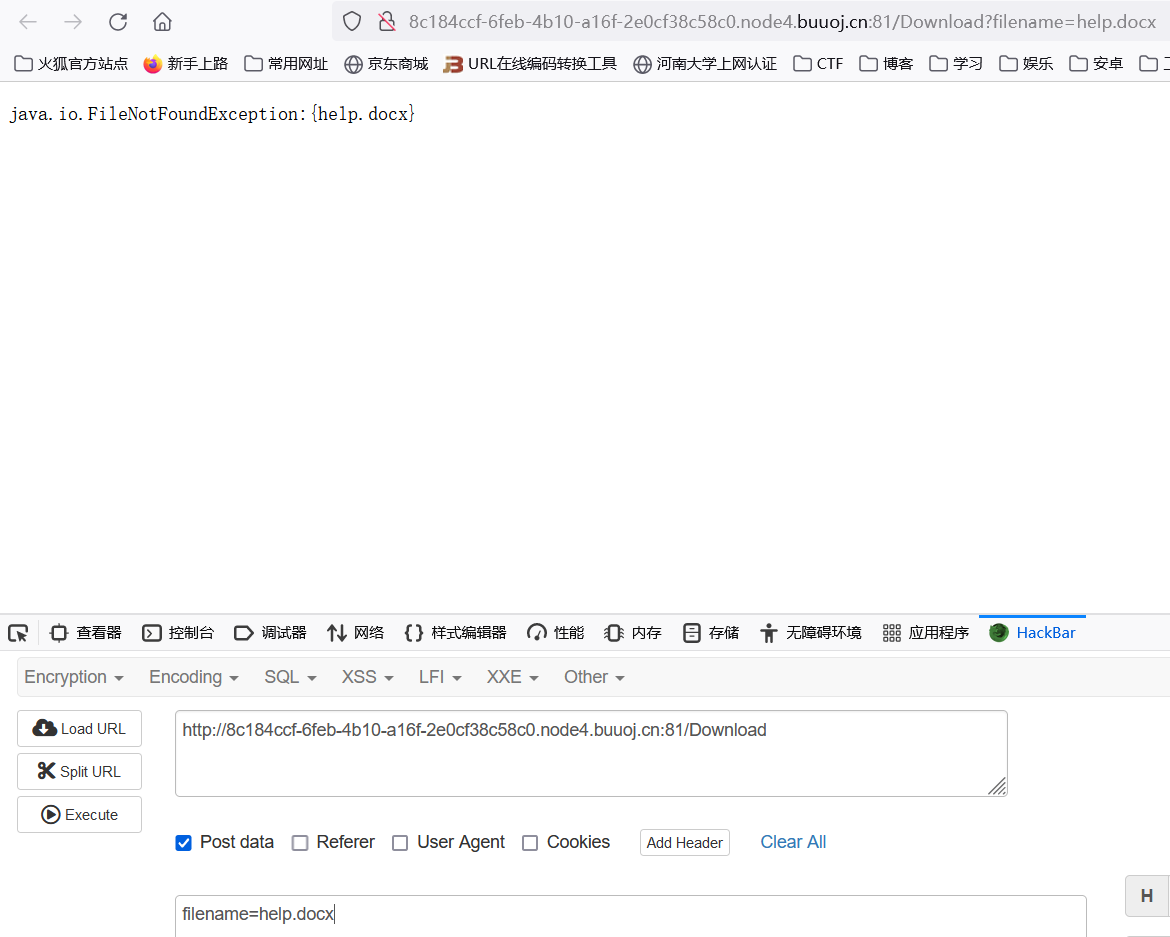 8c184ccf-6feb-4b10-a16f-2e0cf38c58c0.node4.buuoj.cn:81/Download?filename=help.docx
火狐官方站点 新手上路 常用网址 京东商城 URL在线编码转换工具 河南大学上网认证 CTF 博客 学习 娱乐 安卓
java.io.FileNotFoundException:{help.docx}
查看器 控制台 调试器 网络 样式编辑器 性能 内存 存储 无障碍环境 应用程序 HackBar
Encryption Encoding SQL XSS LFI XXE Other
Load URL http://8c184ccf-6feb-4b10-a16f-2e0cf38c58c0.node4.buuoj.cn:81/Download
Split URL
Execute
Post data Referer User Agent Cookies Add Header Clear All
H
filename=help.docx